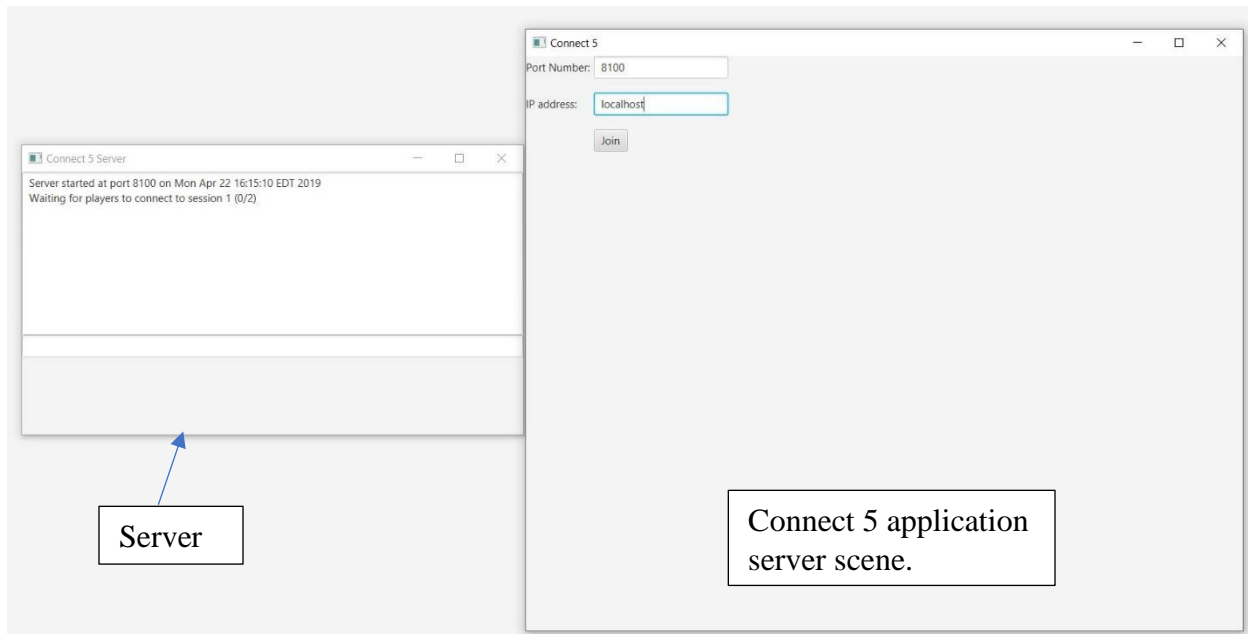 Connect 5
Port Number: 8100
IP address: localhost
Join
Connect 5 Server
Server started at port 8100 on Mon Apr 22 16:15:10 EDT 2019
Waiting for players to connect to session 1 (0/2)
Server
Connect 5 application
server scene.